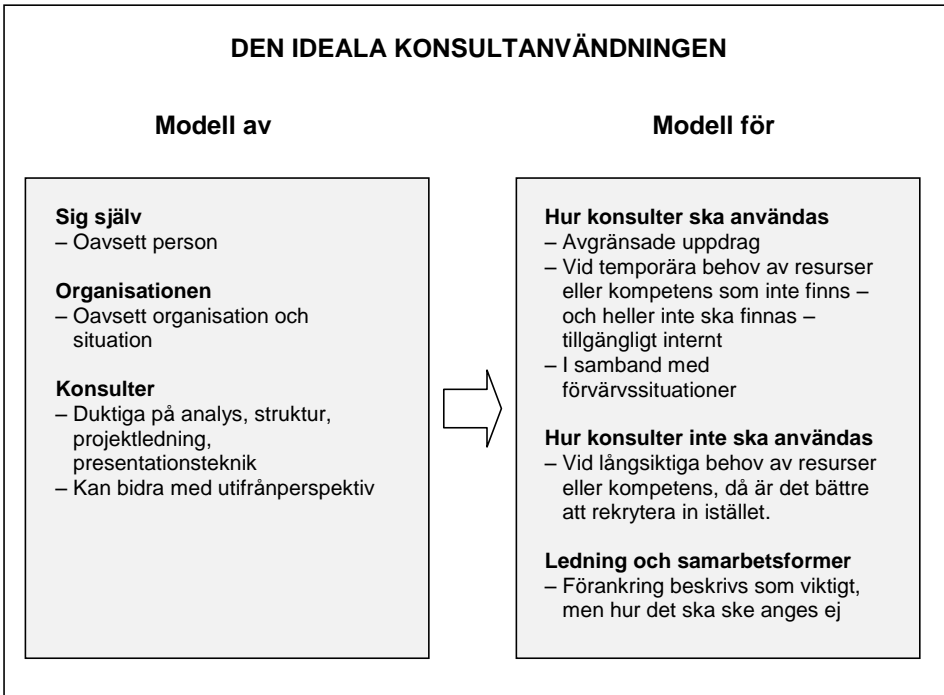 DEN IDEALA KONSULTANVÄNDNINGEN
Modell av
Sig själv
– Oavsett person
Organisationen
– Oavsett organisation och
situation
Konsulter
– Duktiga på analys, struktur,
projektledning,
presentationsteknik
– Kan bidra med utifrånperspektiv
Modell för
Hur konsulter ska användas
– Avgränsade uppdrag
– Vid temporära behov av resurser
eller kompetens som inte finns –
och heller inte ska finnas –
tillgängligt internt
– I samband med
förvärvssituationer
Hur konsulter inte ska användas
– Vid långsiktiga behov av resurser
eller kompetens, då är det bättre
att rekrytera in istället.
Ledning och samarbetsformer
– Förankring beskrivs som viktigt,
men hur det ska ske anges ej